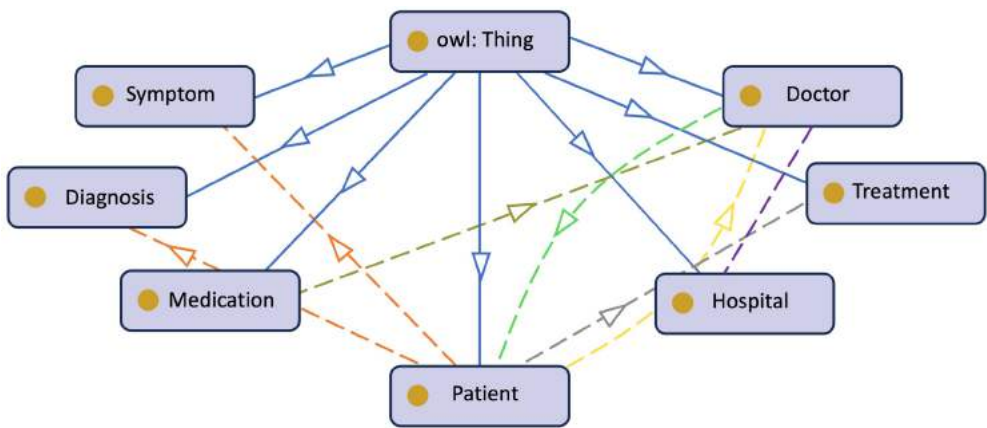 owl: Thing
Symptom
Doctor
Diagnosis
Treatment
Medication
Hospital
Patient